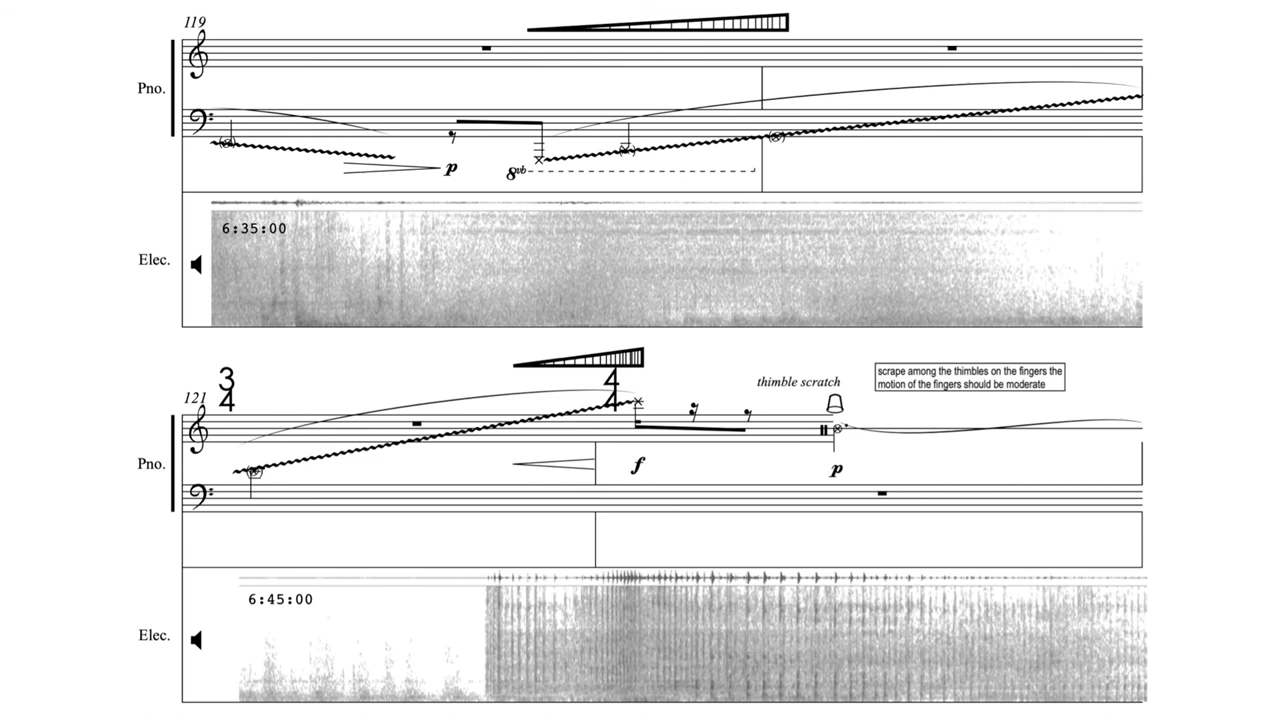 119
Pno.
p
8vb
Elec.
6:35:00
3
4
4
4
121
thimble scratch
scrape among the thimbles on the fingers the
motion of the fingers should be moderate
Pno.
f
p
Elec.
6:45:00